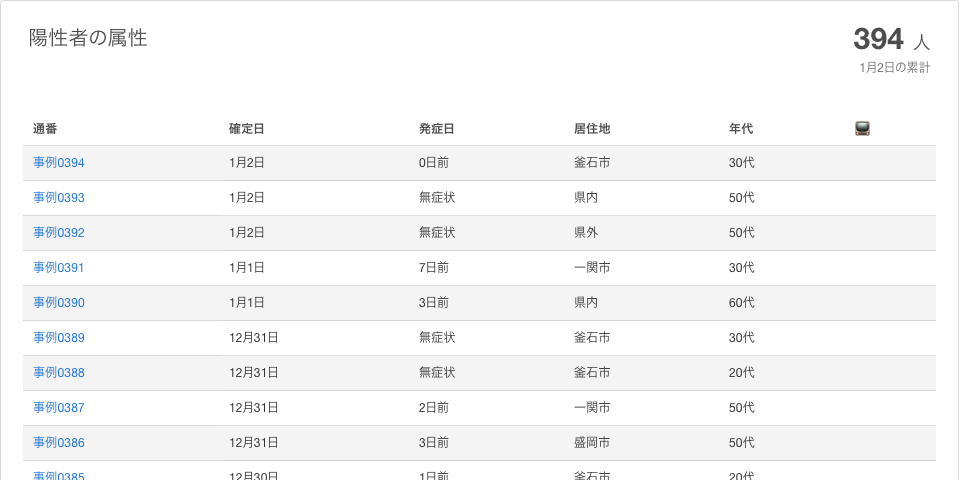 陽性者の属性
394 人
1月2日の累計
通番 確定日 発症日 居住地 年代
事例0394 1月2日 0日前 釜石市 30代
事例0393 1月2日 無症状 県内 50代
事例0392 1月2日 無症状 県外 50代
事例0391 1月1日 7日前 一関市 30代
事例0390 1月1日 3日前 県内 60代
事例0389 12月31日 無症状 釜石市 30代
事例0388 12月31日 無症状 釜石市 20代
事例0387 12月31日 2日前 一関市 50代
事例0386 12月31日 3日前 盛岡市 50代
事例0385 12月30日 1日前 釜石市 20代